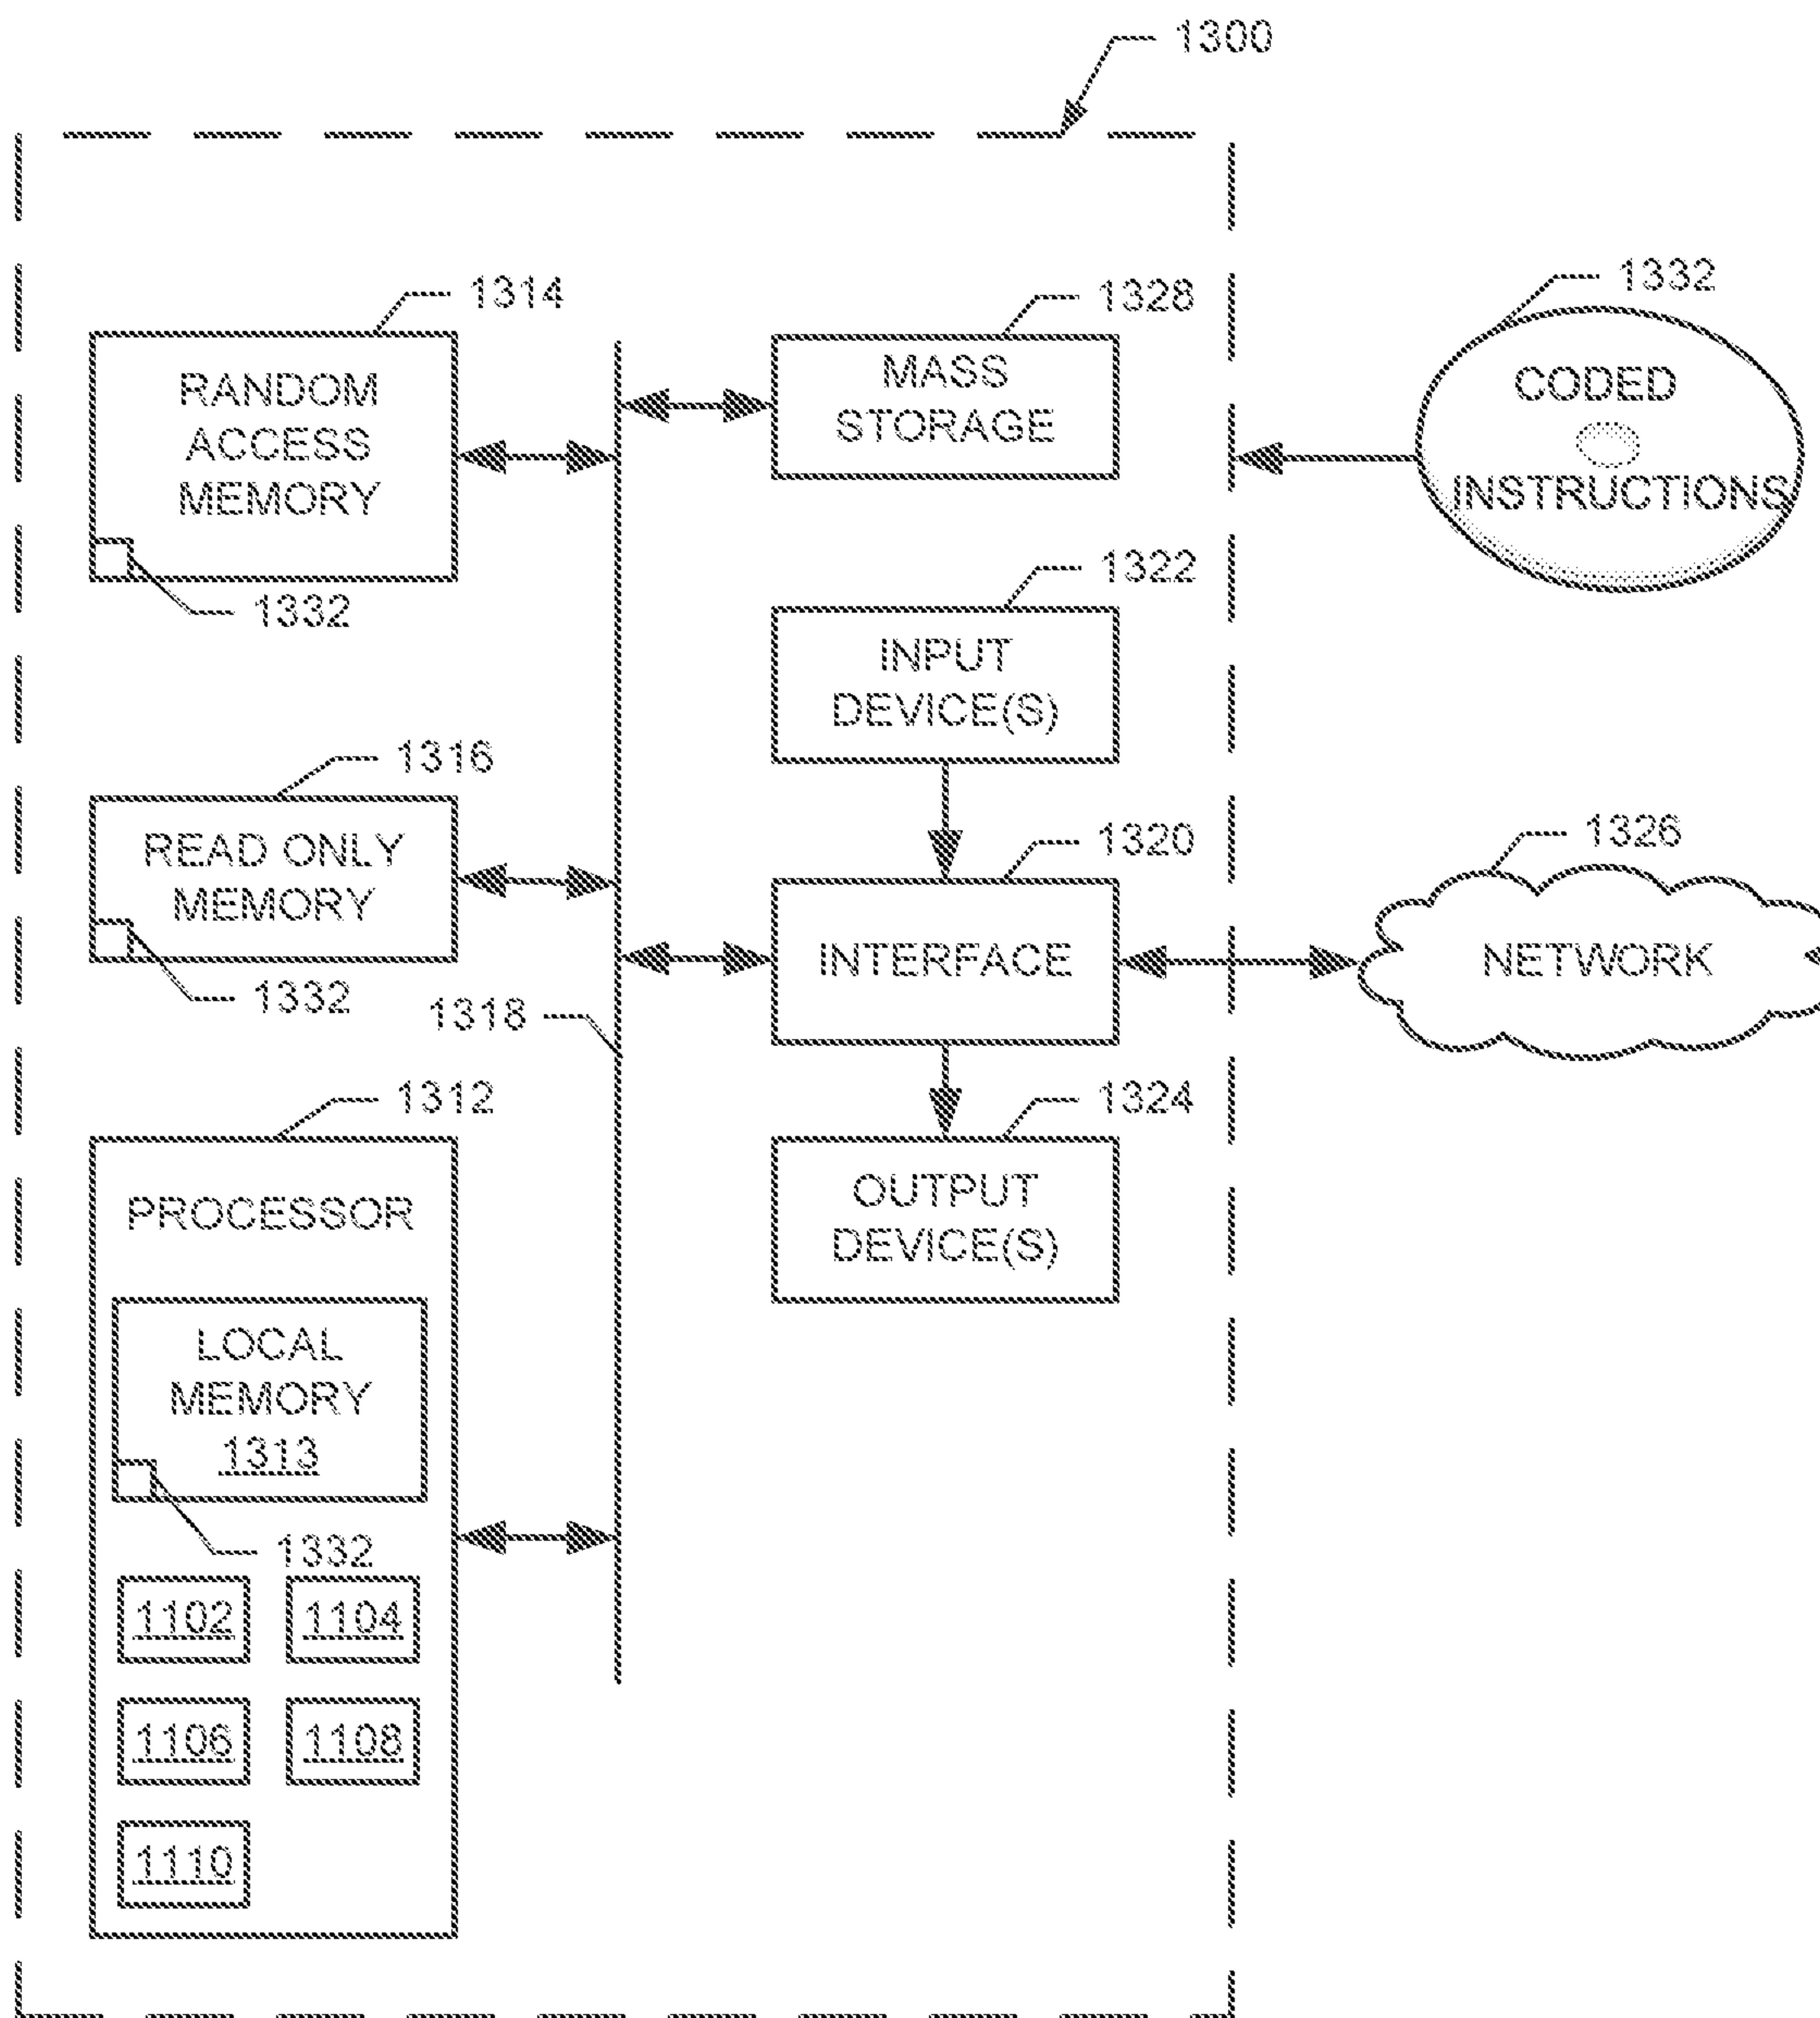 1300
1314
RANDOM
ACCESS
MEMORY
1332
1328
MASS
STORAGE
1332
CODED
INSTRUCTIONS
1322
INPUT
DEVICE(S)
1316
READ ONLY
MEMORY
1332
1318
1320
INTERFACE
1326
NETWORK
1312
PROCESSOR
LOCAL
MEMORY
1313
1332
1102
1104
1106
1108
1110
1324
OUTPUT
DEVICE(S)